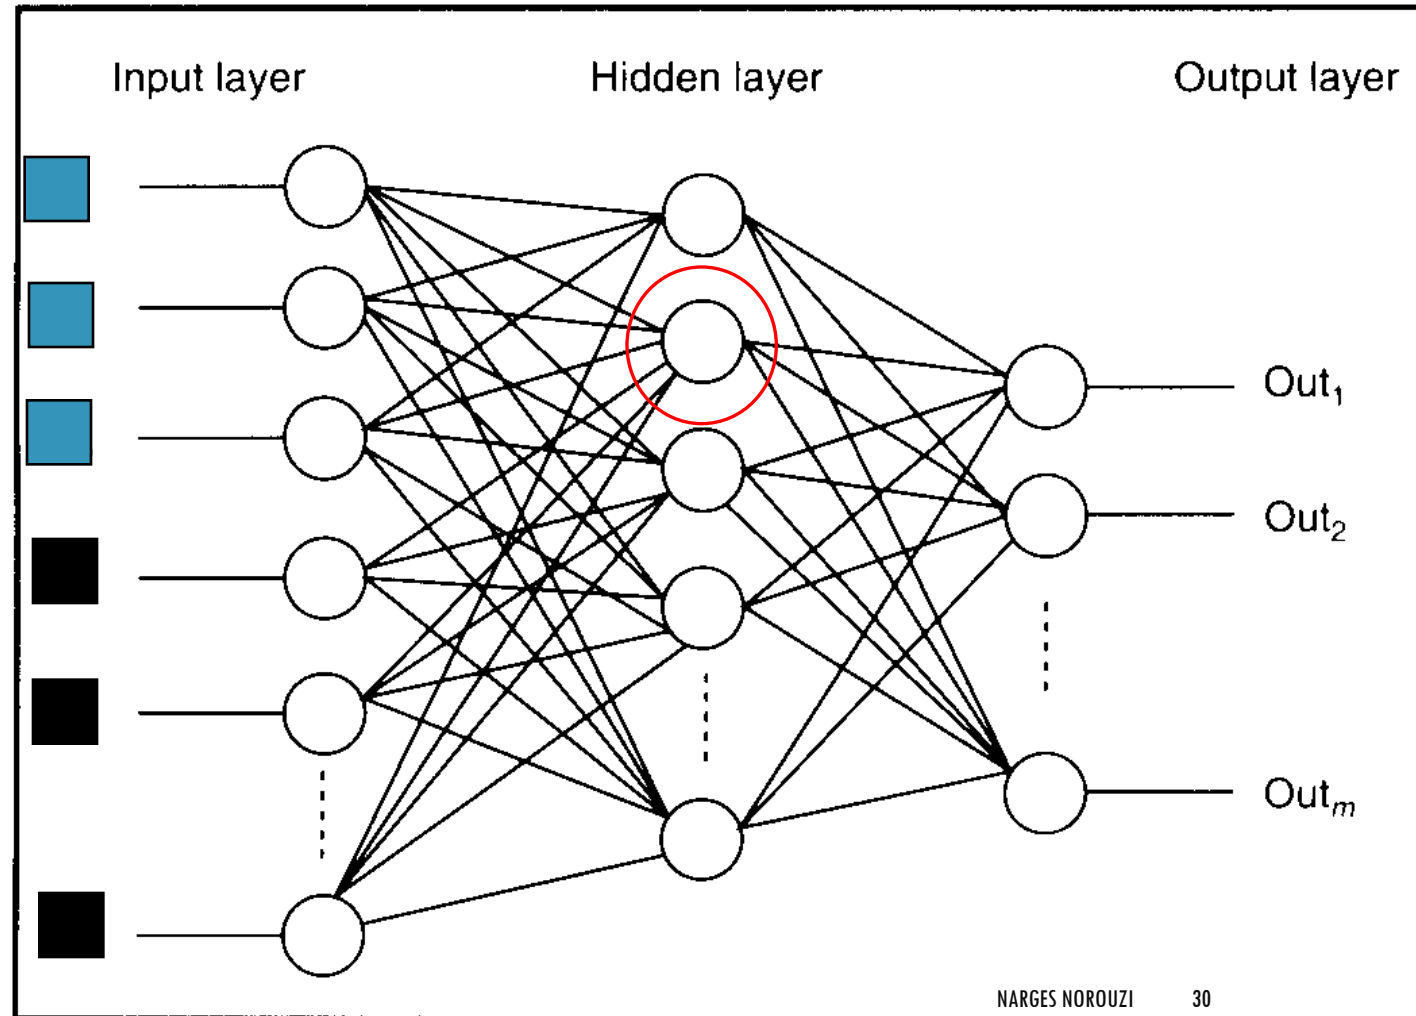 Input layer
Hidden layer
Output layer
Out₁
Out₂
Outₘ
NARGES NOROUZI 30